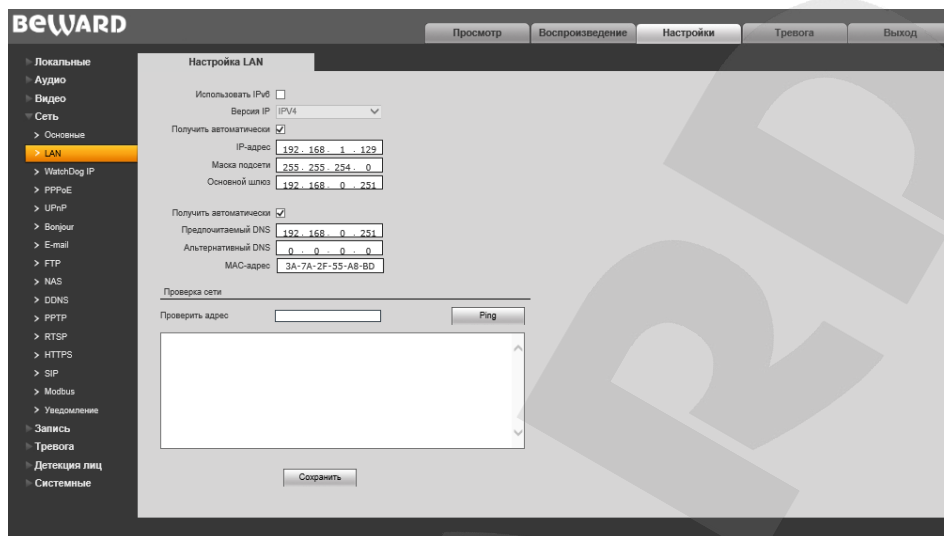 BEWARD
Просмотр Воспроизведение Настройки Тревога Выход
Локальные
Аудио
Видео
Сеть
Основные
LAN
WatchDog IP
PPPoE
UPnP
Bonjour
E-mail
FTP
NAS
DDNS
PPTP
RTSP
HTTPS
SIP
Modbus
Уведомление
Запись
Тревога
Детекция лиц
Системные
Настройка LAN
Использовать IPv6
Версия IP IPV4
Получить автоматически
IP-адрес 192 . 168 . 1 . 129
Маска подсети 255 . 255 . 254 . 0
Основной шлюз 192 . 168 . 0 . 251
Получить автоматически
Предпочитаемый DNS 192 . 168 . 0 . 251
Альтернативный DNS 0 . 0 . 0 . 0
MAC-адрес 3A-7A-2F-55-A8-BD
Проверка сети
Проверить адрес Ping
Сохранить